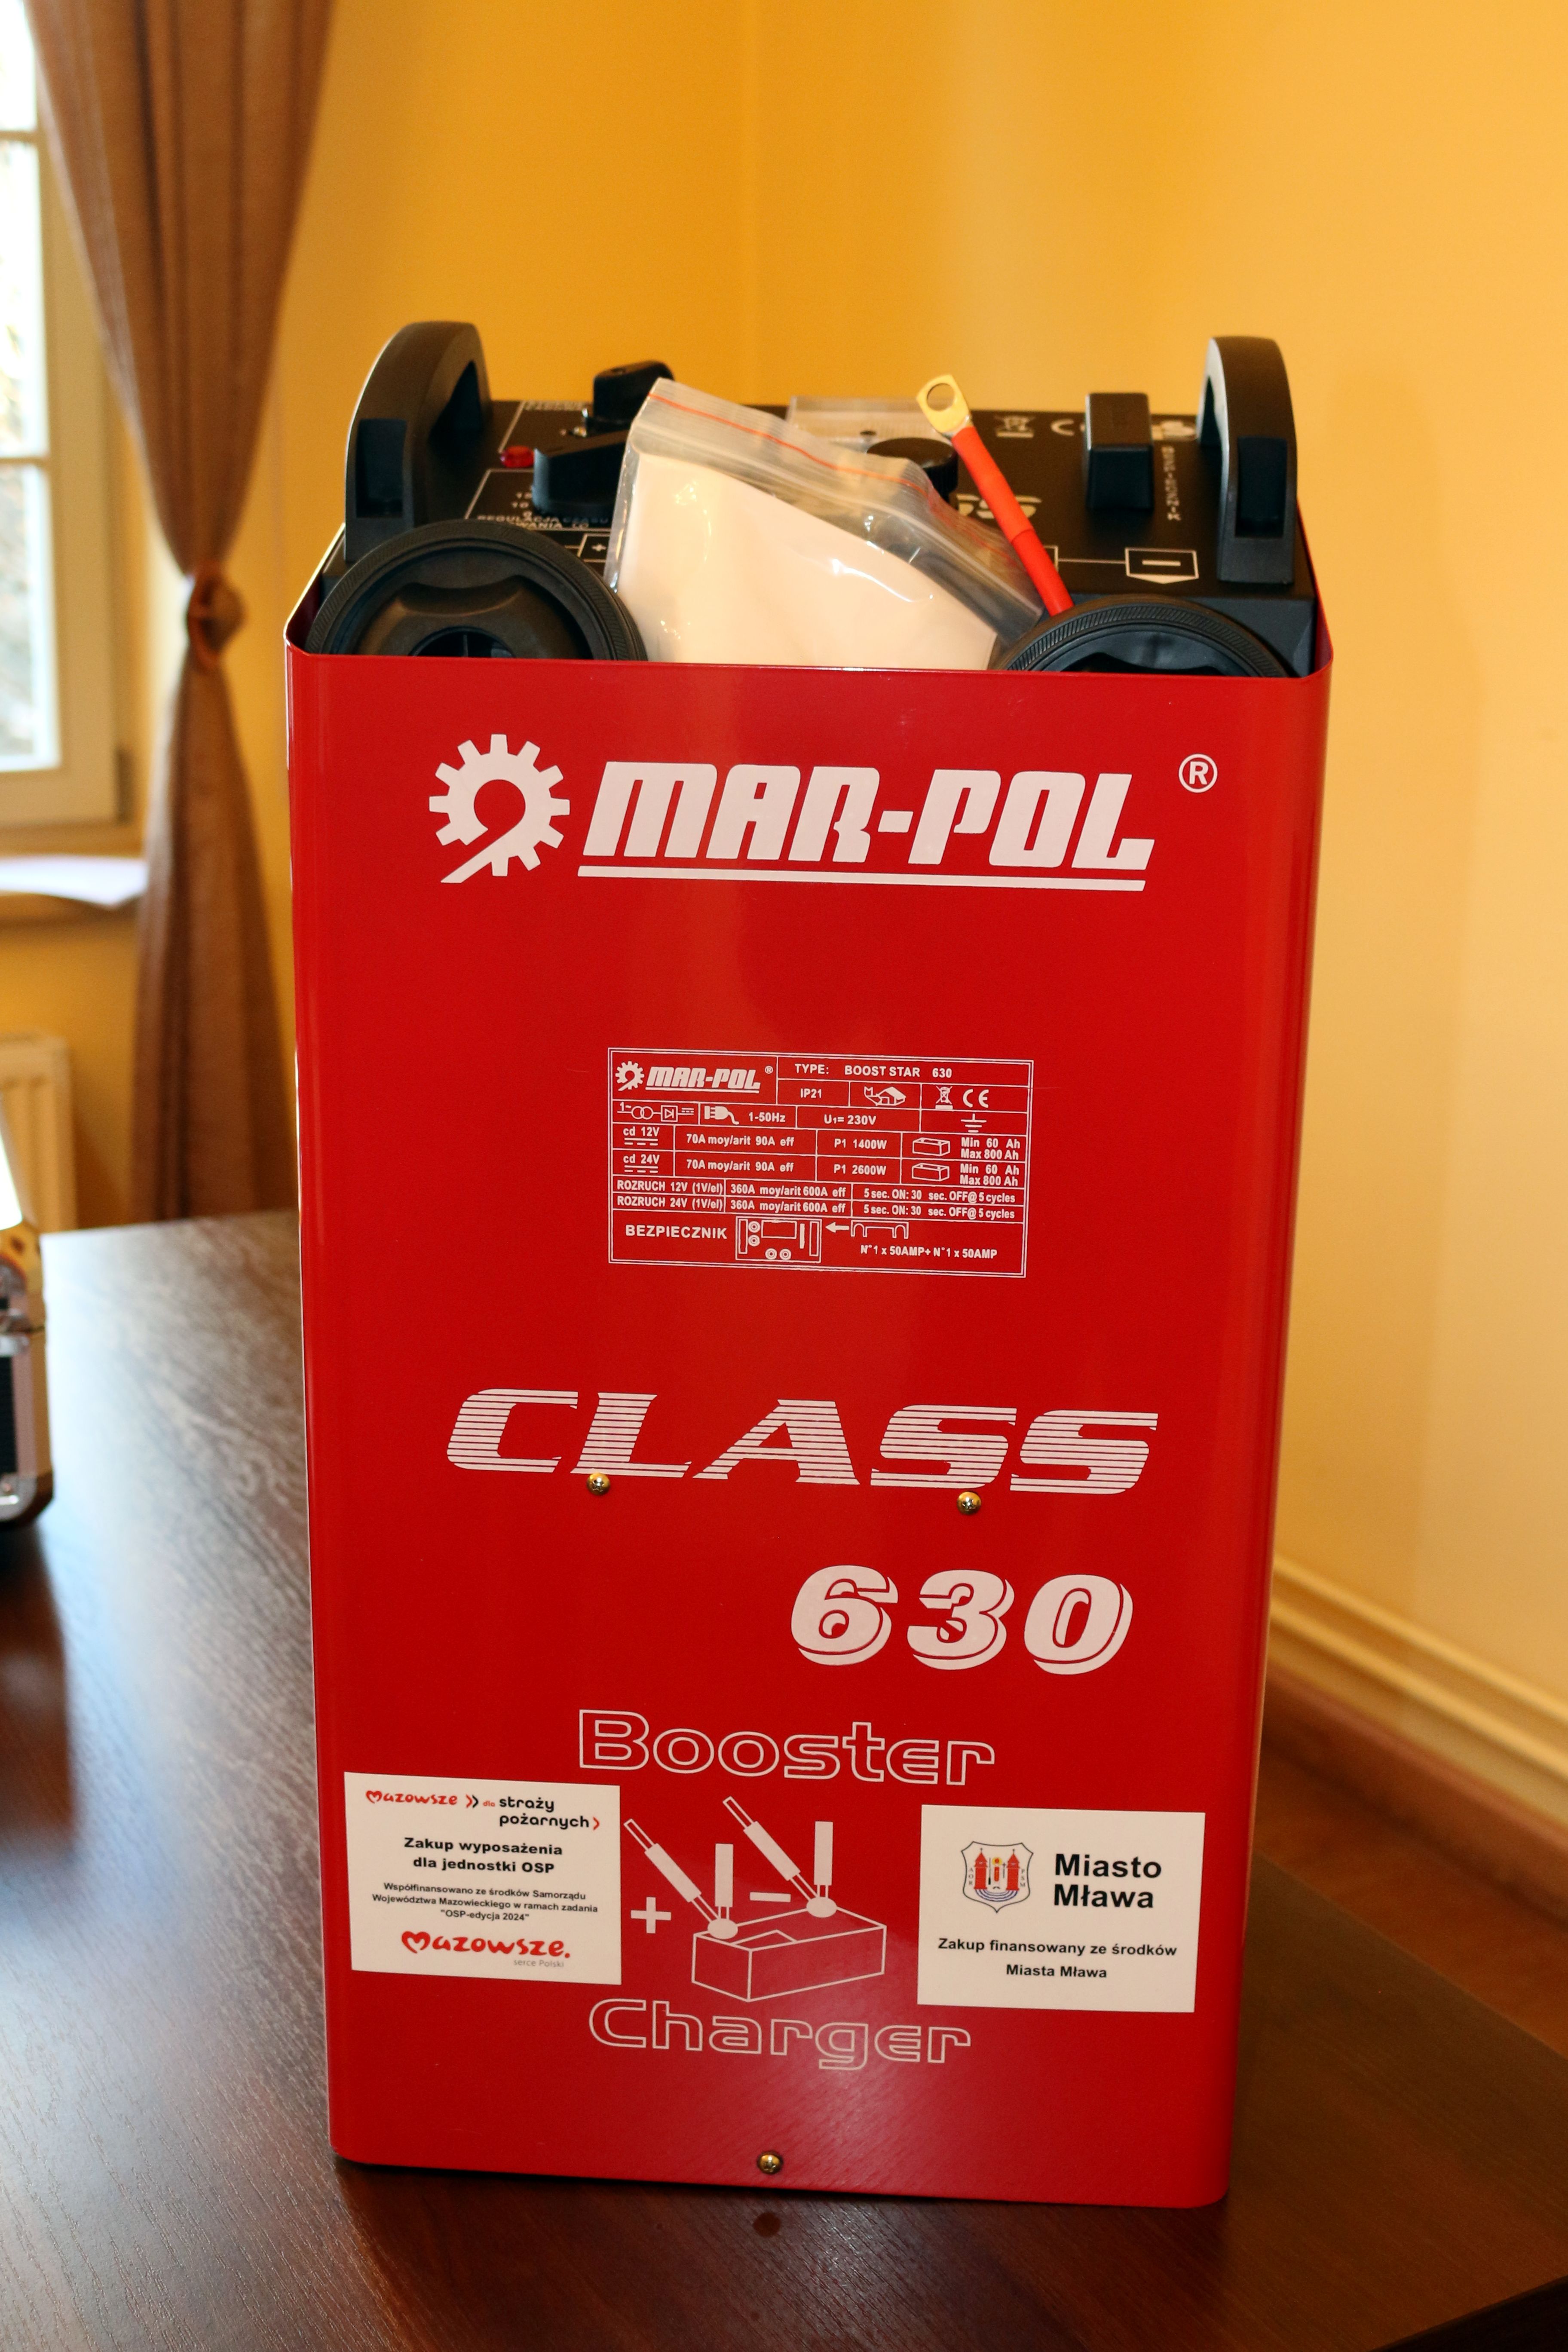 REGULACJA CZASU
MAR-POL ®
MAR-POL ®
TYPE: BOOST STAR 630
IP21
CE
1~
1-50Hz
U₁= 230V
cd 12V
70A moy/arit 90A eff
P1 1400W
Min 60 Ah
Max 800 Ah
cd 24V
70A moy/arit 90A eff
P1 2600W
Min 60 Ah
Max 800 Ah
ROZRUCH 12V (1V/el) 360A moy/arit 600A eff 5 sec. ON: 30 sec. OFF@ 5 cycles
ROZRUCH 24V (1V/el) 360A moy/arit 600A eff 5 sec. ON: 30 sec. OFF@ 5 cycles
BEZPIECZNIK
N°1 x 50AMP+ N°1 x 50AMP
CLASS
630
Booster
+ −
Charger
Mazowsze dla straży
pożarnych
Zakup wyposażenia
dla jednostki OSP
Współfinansowano ze środków Samorządu
Województwa Mazowieckiego w ramach zadania
"OSP-edycja 2024"
Mazowsze.
serce Polski
Miasto
Mława
Zakup finansowany ze środków
Miasta Mława